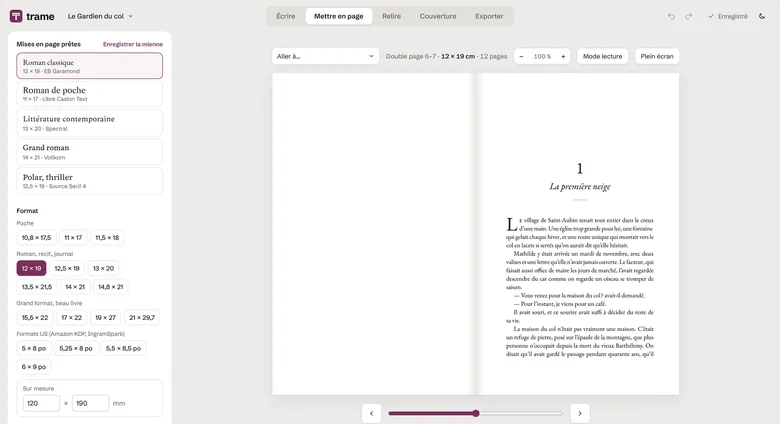 trame
Le Gardien du col
Écrire
Mettre en page
Relire
Couverture
Exporter
Enregistré
Mises en page prêtes
Enregistrer la mienne
Roman classique
12 × 19 · EB Garamond
Roman de poche
11 × 17 · Libre Caslon Text
Littérature contemporaine
13 × 20 · Spectral
Grand roman
14 × 21 · Vollkorn
Polar, thriller
12,5 × 19 · Source Serif 4
Format
Poche
10,8 × 17,5
11 × 17
11,5 × 18
Roman, récit, journal
12 × 19
12,5 × 19
13 × 20
13,5 × 21,5
14 × 21
14,8 × 21
Grand format, beau livre
15,5 × 22
17 × 22
19 × 27
21 × 29,7
Formats US (Amazon KDP, IngramSpark)
5 × 8 po
5,25 × 8 po
5,5 × 8,5 po
6 × 9 po
Sur mesure
120 × 190 mm
Aller à...
Double page 6–7 · 12 × 19 cm · 12 pages
− 100 % +
Mode lecture
Plein écran
1
La première neige
LE village de Saint-Aubin tenait tout entier dans le creux
d'une main. Une église trop grande pour lui, une fontaine
qui gelait chaque hiver, et une route unique qui montait vers le
col en lacets si serrés qu'on aurait dit qu'elle hésitait.
Mathilde y était arrivée un mardi de novembre, avec deux
valises et une lettre qu'elle n'avait jamais ouverte. Le facteur, qui
faisait aussi office de maire les jours de marché, l'avait regardée
descendre du car comme on regarde un oiseau se tromper de
saison.
— Vous venez pour la maison du col ? avait-il demandé.
— Pour l'instant, je viens pour un café.
Il avait souri, et ce sourire avait suffi à décider du reste de
sa vie.
La maison du col n'était pas vraiment une maison. C'était
un refuge de pierre, posé sur l'épaule de la montagne, que plus
personne n'occupait depuis la mort du vieux Barthélemy. On
disait qu'il avait gardé le passage pendant quarante ans, qu'il